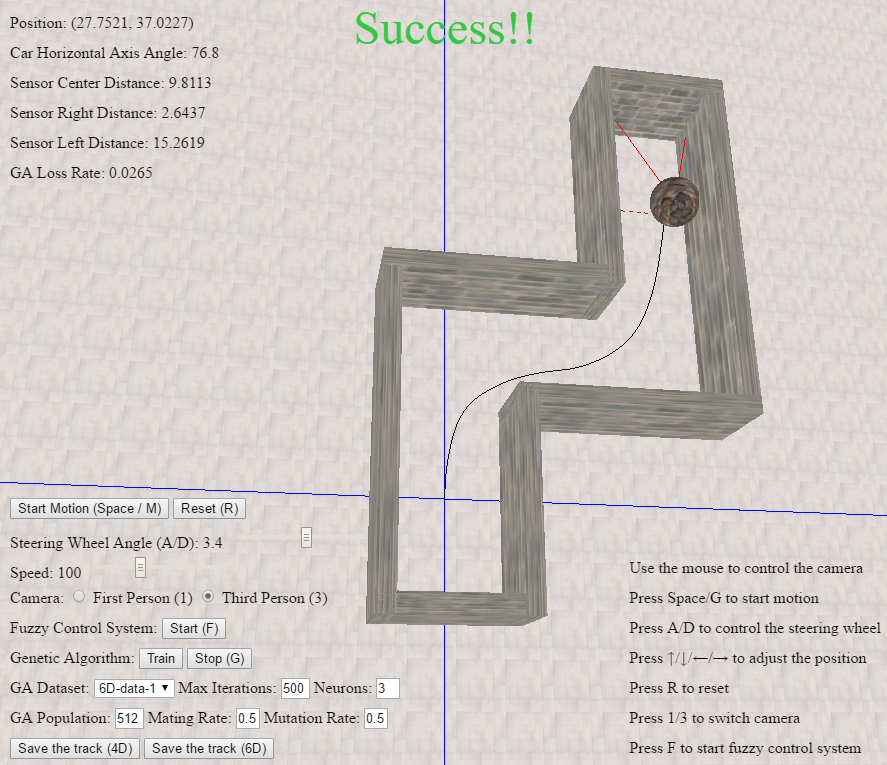 Success!!
Position: (27.7521, 37.0227)
Car Horizontal Axis Angle: 76.8
Sensor Center Distance: 9.8113
Sensor Right Distance: 2.6437
Sensor Left Distance: 15.2619
GA Loss Rate: 0.0265
Start Motion (Space / M) Reset (R)
Steering Wheel Angle (A/D): 3.4
Speed: 100
Camera: First Person (1) Third Person (3)
Fuzzy Control System: Start (F)
Genetic Algorithm: Train Stop (G)
GA Dataset: 6D-data-1 Max Iterations: 500 Neurons: 3
GA Population: 512 Mating Rate: 0.5 Mutation Rate: 0.5
Save the track (4D) Save the track (6D)
Use the mouse to control the camera
Press Space/G to start motion
Press A/D to control the steering wheel
Press ↑/↓/←/→ to adjust the position
Press R to reset
Press 1/3 to switch camera
Press F to start fuzzy control system